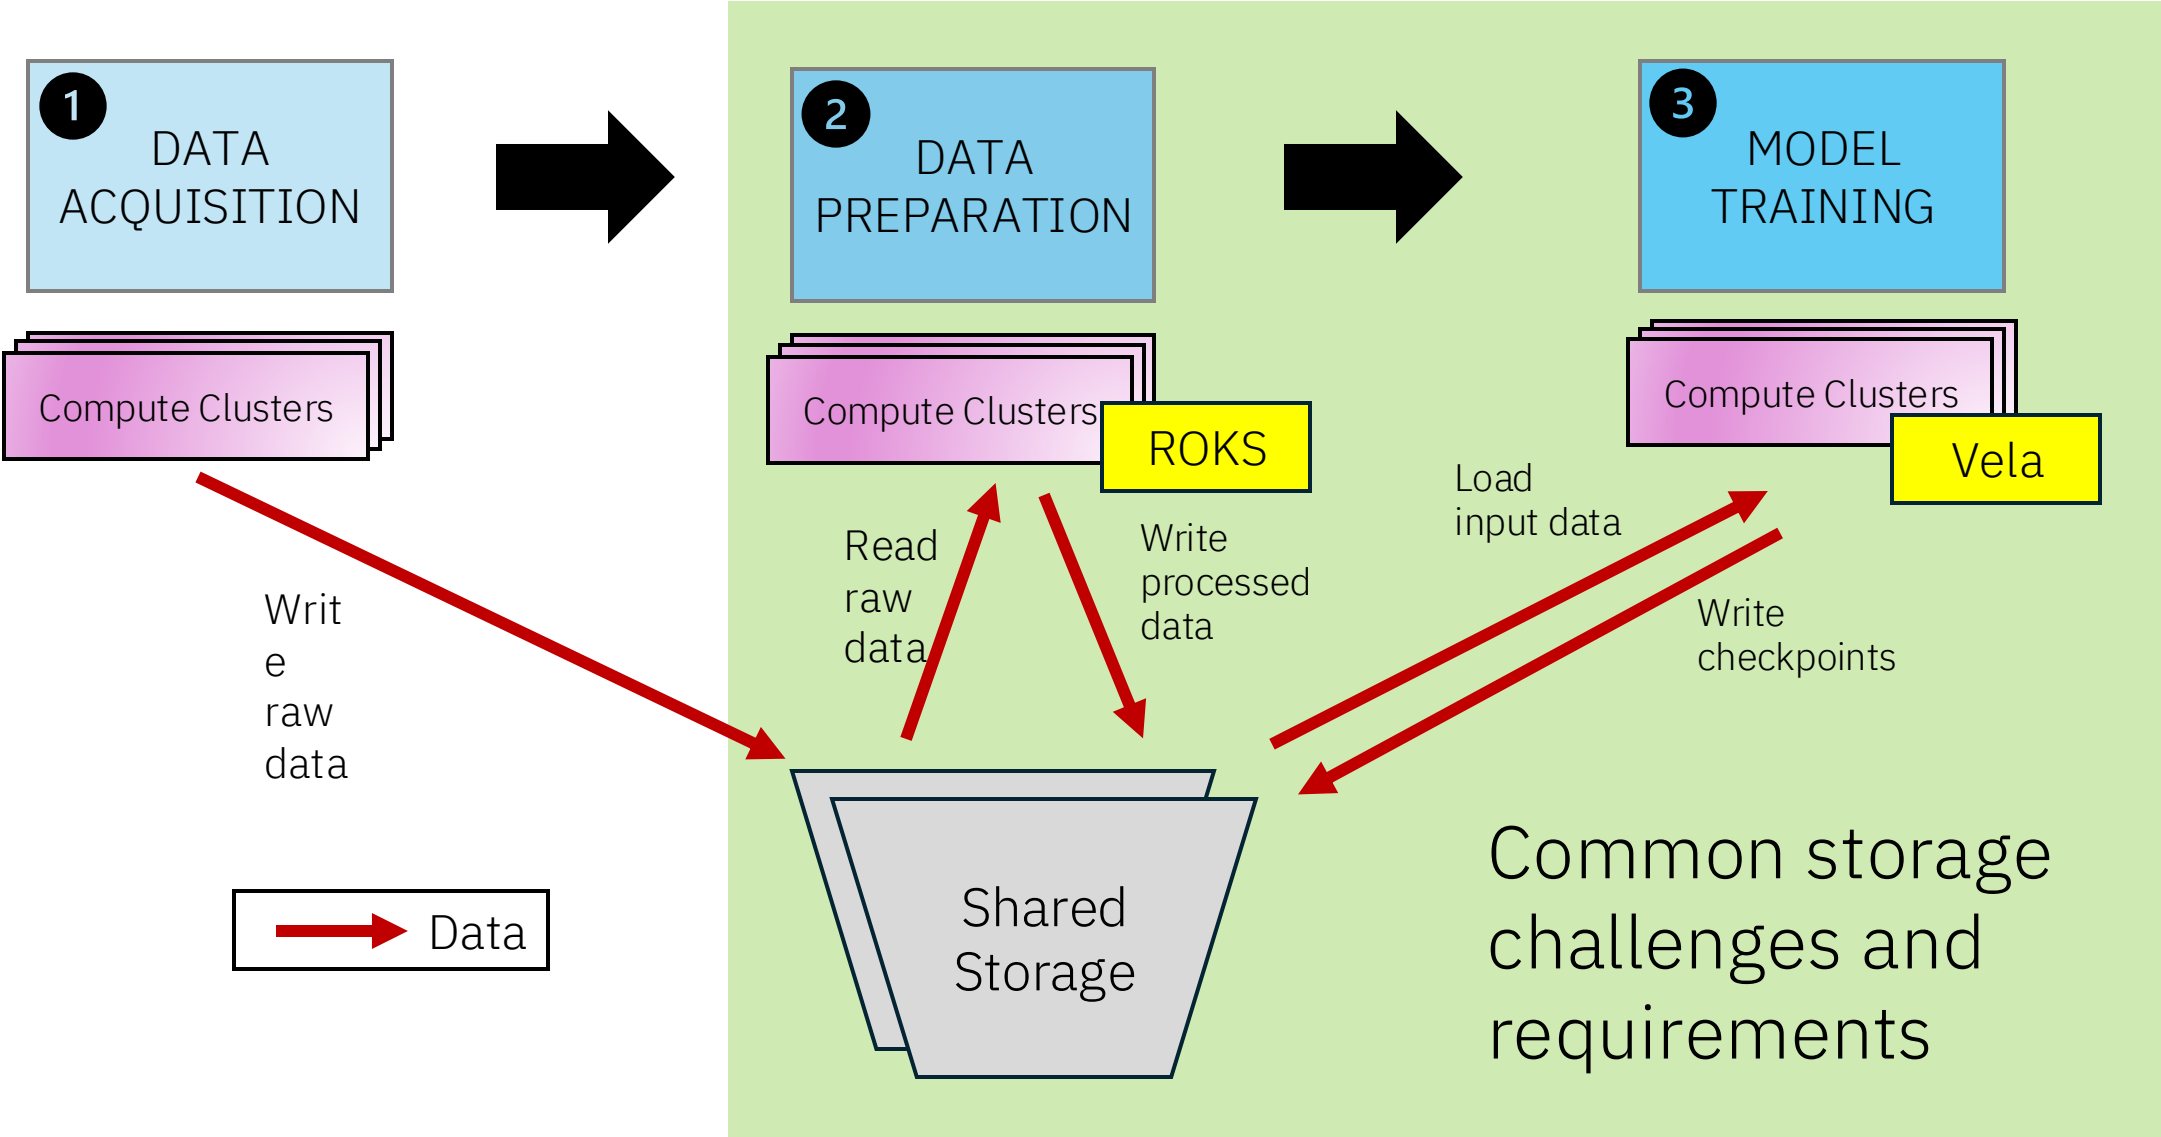 1
DATA
ACQUISITION
2
DATA
PREPARATION
3
MODEL
TRAINING
Compute Clusters
Compute Clusters
ROKS
Compute Clusters
Vela
Writ
e
raw
data
Read
raw
data
Write
processed
data
Load
input data
Write
checkpoints
Data
Shared
Storage
Common storage
challenges and
requirements